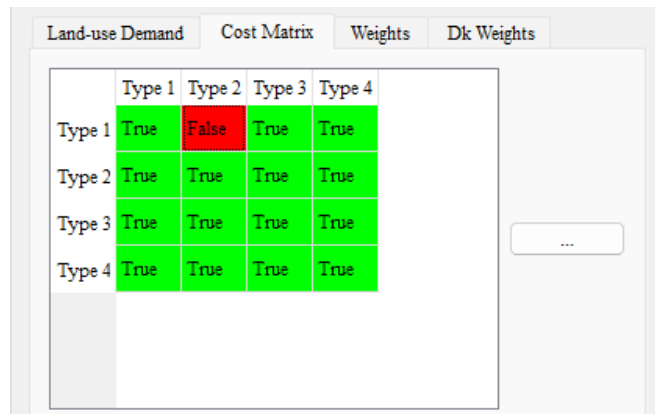 Land-use Demand Cost Matrix Weights Dk Weights
Type 1 Type 2 Type 3 Type 4
Type 1 True False True True
Type 2 True True True True
Type 3 True True True True
...
Type 4 True True True True